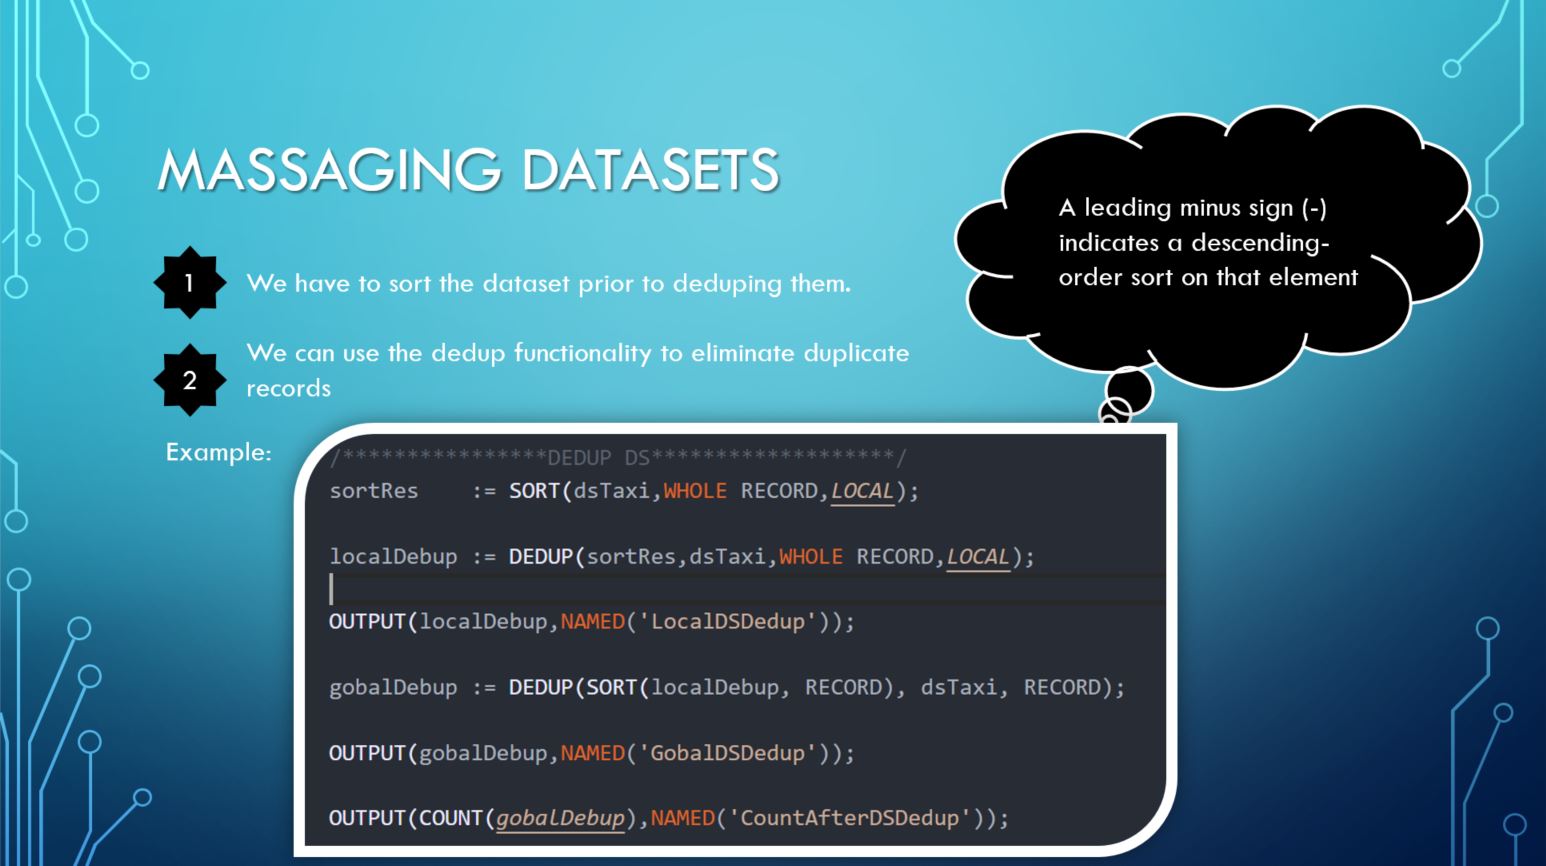 MASSAGING DATASETS
A leading minus sign (-)
indicates a descending-
order sort on that element
1
We have to sort the dataset prior to deduping them.
2
We can use the dedup functionality to eliminate duplicate
records
Example:
/****************DEDUP DS*******************/
sortRes    := SORT(dsTaxi,WHOLE RECORD,LOCAL);
localDebup := DEDUP(sortRes,dsTaxi,WHOLE RECORD,LOCAL);
OUTPUT(localDebup,NAMED('LocalDSDedup'));
gobalDebup := DEDUP(SORT(localDebup, RECORD), dsTaxi, RECORD);
OUTPUT(gobalDebup,NAMED('GobalDSDedup'));
OUTPUT(COUNT(gobalDebup),NAMED('CountAfterDSDedup'));